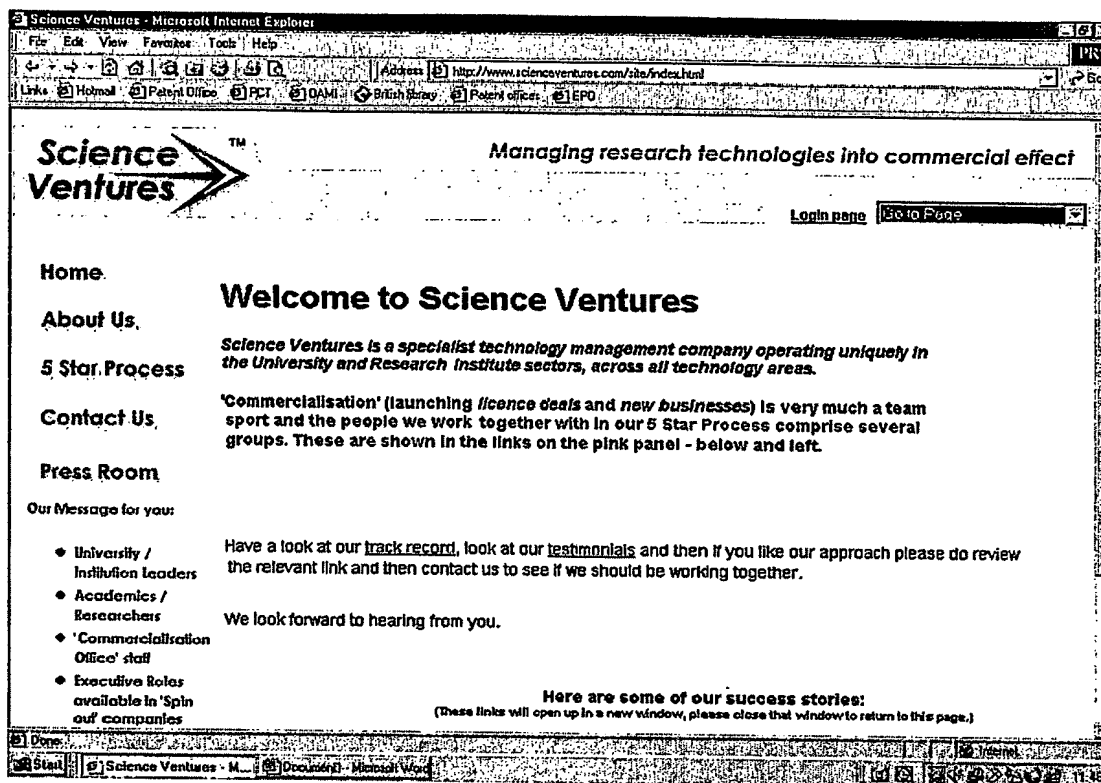 Science Ventures - Microsoft Internet Explorer
File Edit View Favorites Tools Help
Address http://www.scienceventures.com/site/index.html
Links Hotmail Patent Office PCT OAMI British library Patent offices EPO
Science Ventures TM
Managing research technologies into commercial effect
Login page Go to Page
Home
About Us
5 Star Process
Contact Us
Press Room
Our Message for you:
University /
Institution Leaders
Academics /
Researchers
'Commercialisation
Office' staff
Executive Roles
available in 'Spin
out' companies
Welcome to Science Ventures
Science Ventures is a specialist technology management company operating uniquely in
the University and Research Institute sectors, across all technology areas.
'Commercialisation' (launching licence deals and new businesses) is very much a team
sport and the people we work together with in our 5 Star Process comprise several
groups. These are shown in the links on the pink panel - below and left.
Have a look at our track record, look at our testimonials and then if you like our approach please do review
the relevant link and then contact us to see if we should be working together.
We look forward to hearing from you.
Here are some of our success stories:
(These links will open up in a new window, please close that window to return to this page.)
Done
Internet
Start Science Ventures - M... Document1 - Microsoft Word